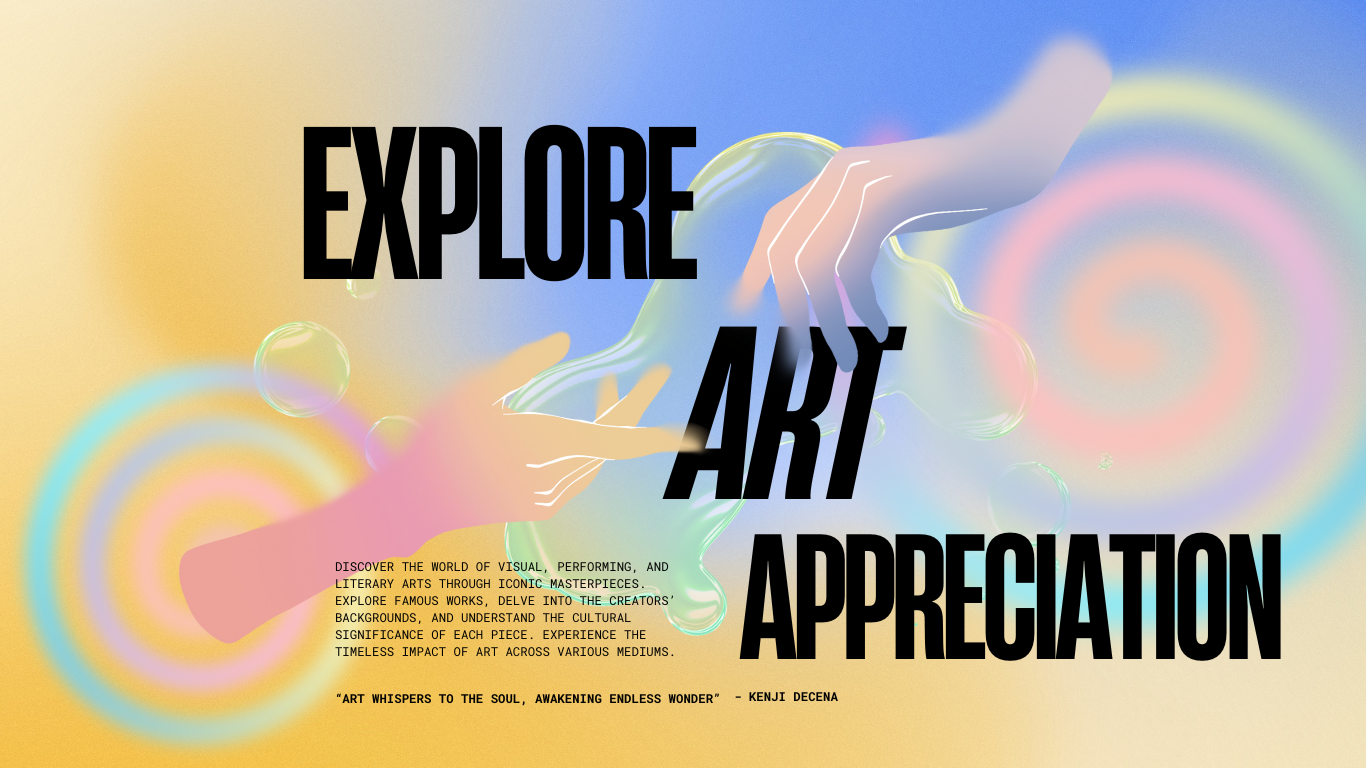 EXPLORE
ART
APPRECIATION
DISCOVER THE WORLD OF VISUAL, PERFORMING, AND
LITERARY ARTS THROUGH ICONIC MASTERPIECES.
EXPLORE FAMOUS WORKS, DELVE INTO THE CREATORS’
BACKGROUNDS, AND UNDERSTAND THE CULTURAL
SIGNIFICANCE OF EACH PIECE. EXPERIENCE THE
TIMELESS IMPACT OF ART ACROSS VARIOUS MEDIUMS.
“ART WHISPERS TO THE SOUL, AWAKENING ENDLESS WONDER” – KENJI DECENA